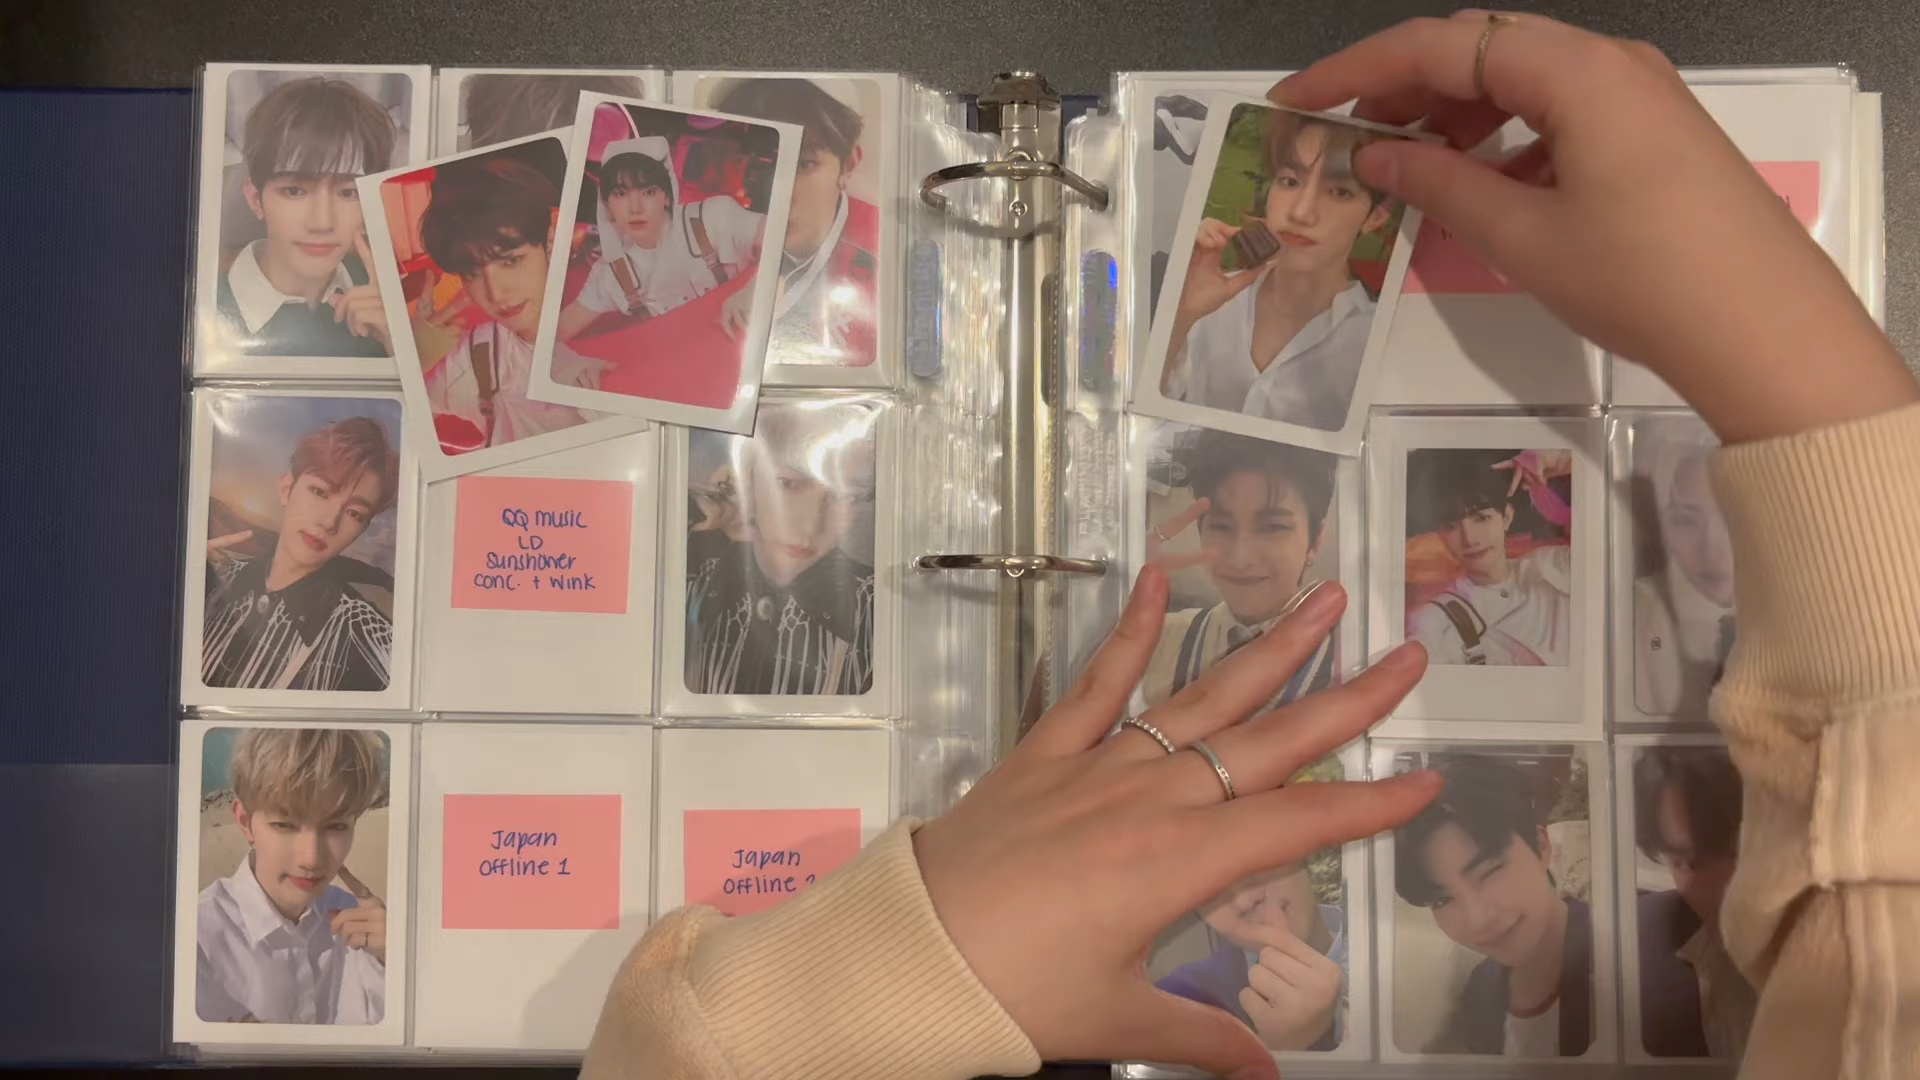 QQ music
LD
Sunshower
conc. + wink
Japan
Offline 1
Japan
Offline 2